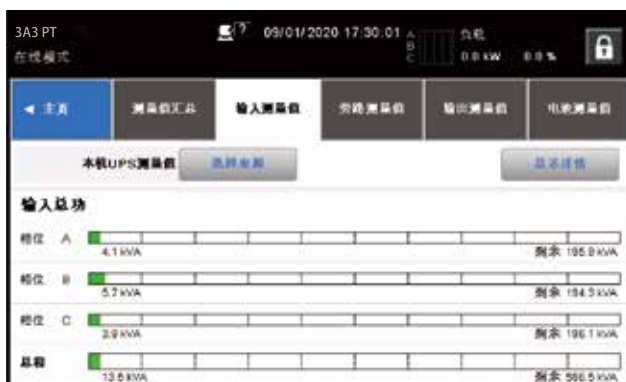 3A3 PT 09/01/2020 17:30.01 A B C 负载
在线模式 0.0 kW 0.0 %
主页 测量值汇总 输入测量值 旁路测量值 输出测量值 电池测量值
本机UPS测量值 选择电源 显示详情
输入总功
相位 A
4.1 kVA 剩余 195.9 kVA
相位 B
5.7 kVA 剩余 194.3 kVA
相位 C
3.9 kVA 剩余 196.1 kVA
总和
13.5 kVA 剩余 586.5 kVA